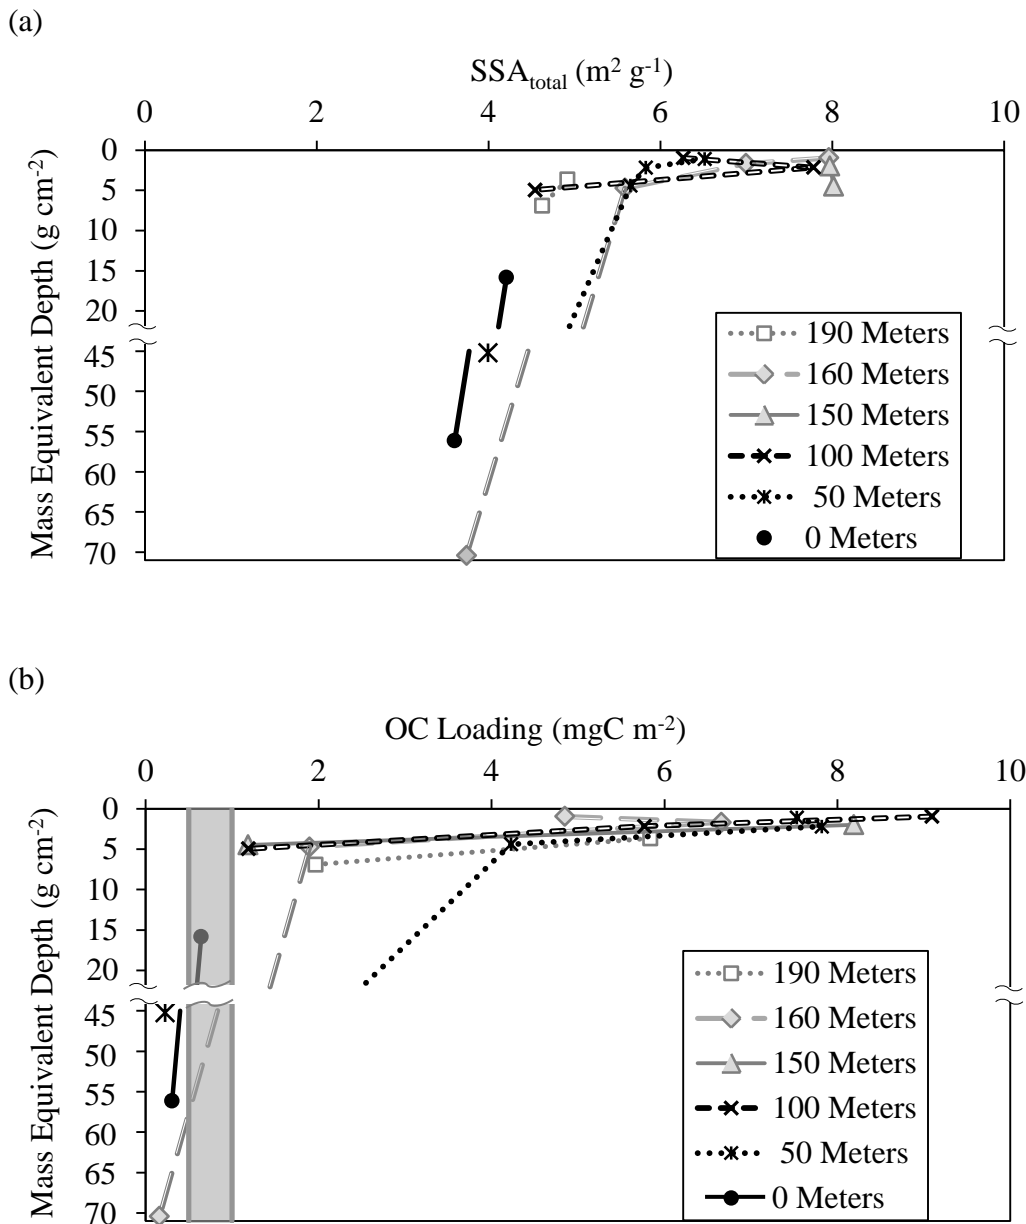 (a)
SSAtotal (m2 g-1)
0 2 4 6 8 10
Mass Equivalent Depth (g cm-2)
0
5
10
15
20
45
50
55
60
65
70
190 Meters
160 Meters
150 Meters
100 Meters
50 Meters
0 Meters
(b)
OC Loading (mgC m-2)
0 2 4 6 8 10
Mass Equivalent Depth (g cm-2)
0
5
10
15
20
45
50
55
60
65
70
190 Meters
160 Meters
150 Meters
100 Meters
50 Meters
0 Meters